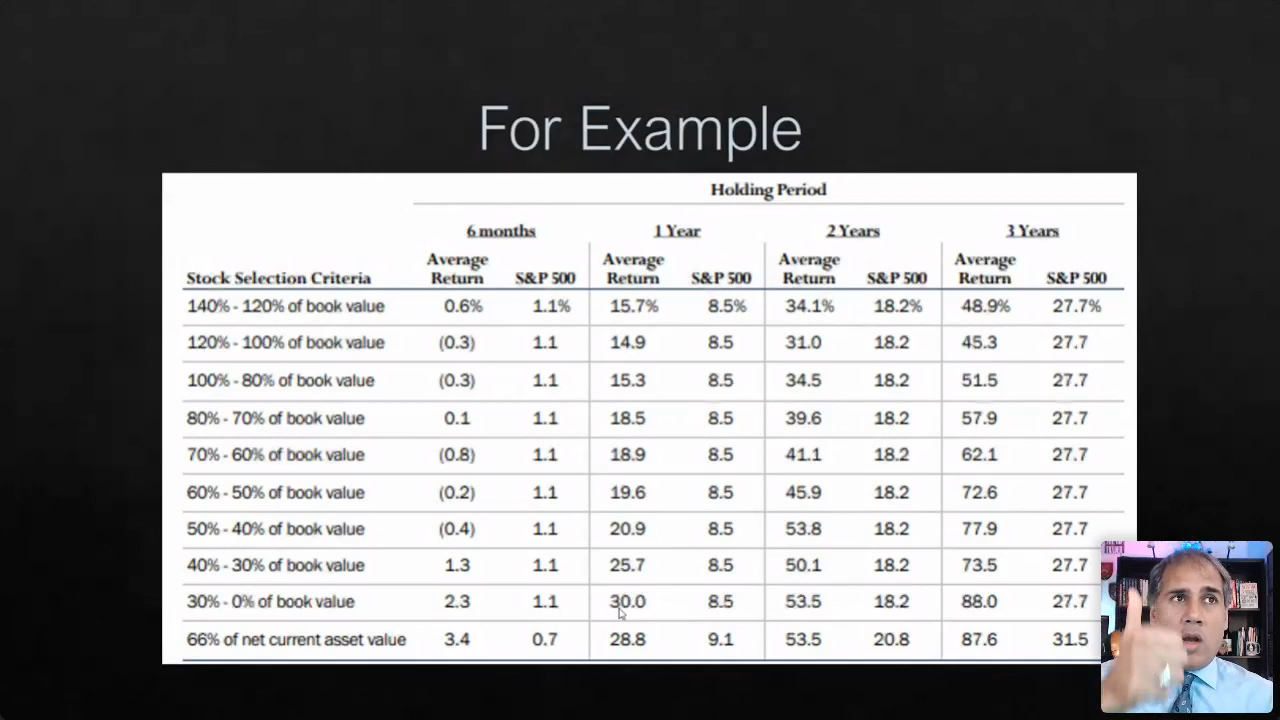 For Example
Holding Period
6 months 1 Year 2 Years 3 Years
Average Average Average Average
Stock Selection Criteria Return S&P 500 Return S&P 500 Return S&P 500 Return S&P 500
140% - 120% of book value 0.6% 1.1% 15.7% 8.5% 34.1% 18.2% 48.9% 27.7%
120% - 100% of book value (0.3) 1.1 14.9 8.5 31.0 18.2 45.3 27.7
100% - 80% of book value (0.3) 1.1 15.3 8.5 34.5 18.2 51.5 27.7
80% - 70% of book value 0.1 1.1 18.5 8.5 39.6 18.2 57.9 27.7
70% - 60% of book value (0.8) 1.1 18.9 8.5 41.1 18.2 62.1 27.7
60% - 50% of book value (0.2) 1.1 19.6 8.5 45.9 18.2 72.6 27.7
50% - 40% of book value (0.4) 1.1 20.9 8.5 53.8 18.2 77.9 27.7
40% - 30% of book value 1.3 1.1 25.7 8.5 50.1 18.2 73.5 27.7
30% - 0% of book value 2.3 1.1 30.0 8.5 53.5 18.2 88.0 27.7
66% of net current asset value 3.4 0.7 28.8 9.1 53.5 20.8 87.6 31.5